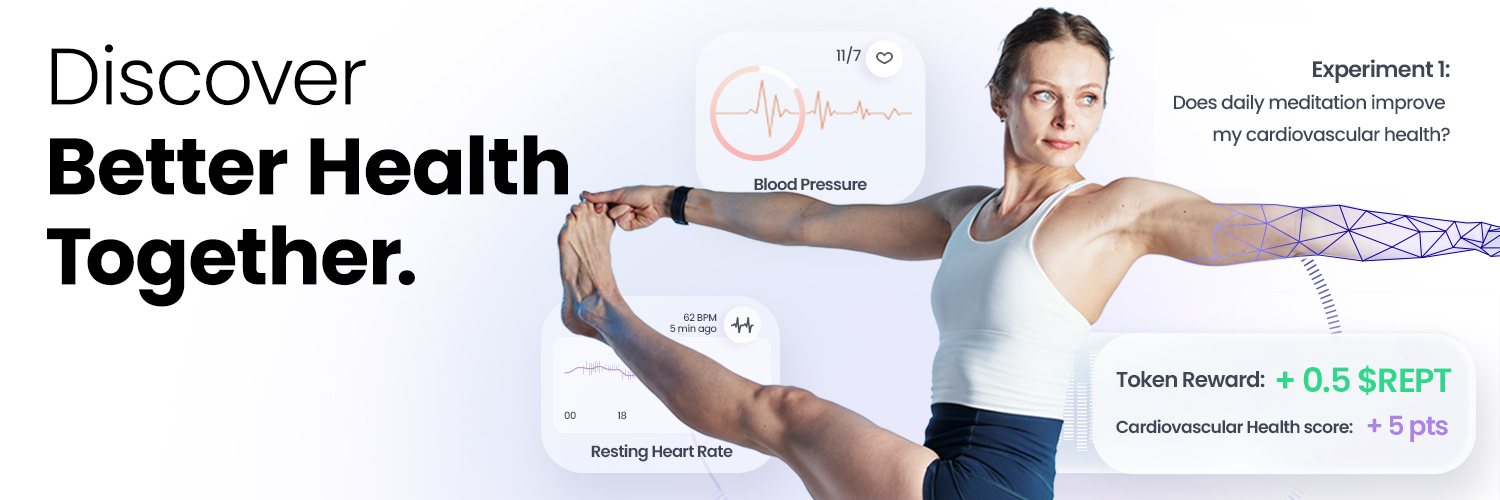 Discover
Better Health
Together.
11/7
Blood Pressure
62 BPM
5 min ago
00 18
Resting Heart Rate
Experiment 1:
Does daily meditation improve
my cardiovascular health?
Token Reward: + 0.5 $REPT
Cardiovascular Health score: + 5 pts